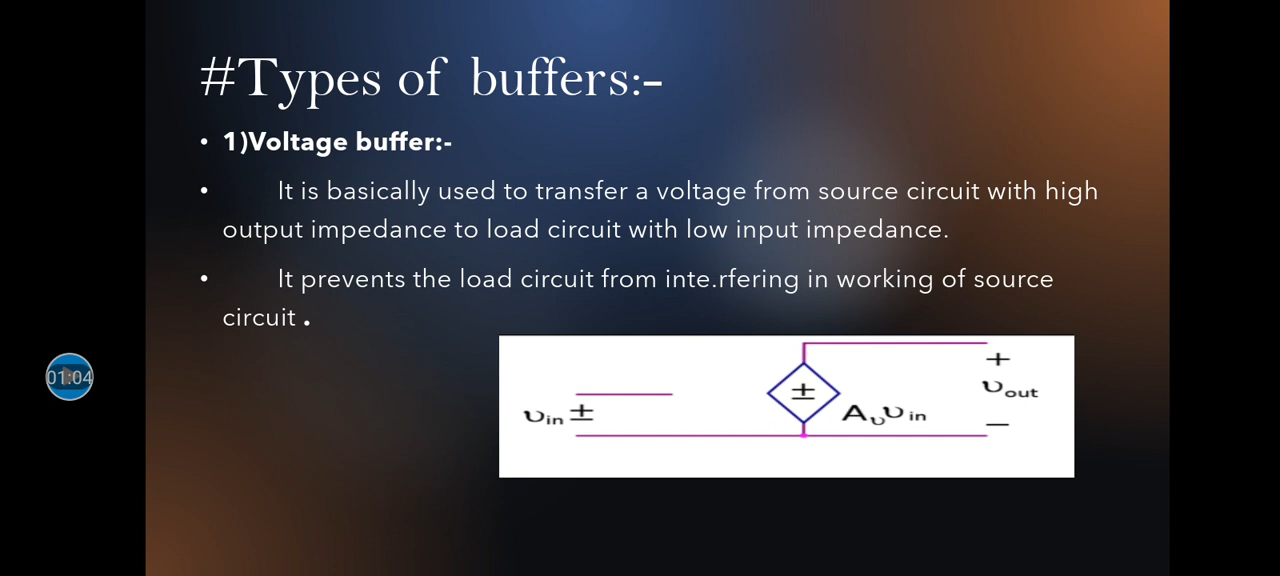 #Types of buffers:-
• 1)Voltage buffer:-
• It is basically used to transfer a voltage from source circuit with high
output impedance to load circuit with low input impedance.
• It prevents the load circuit from inte.rfering in working of source
circuit .
01:04
+
±
υout
υin ±
Aυυin
−